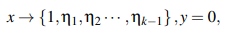 x → {1, η₁, η₂ ⋯ , ηₖ₋₁}, y = 0,